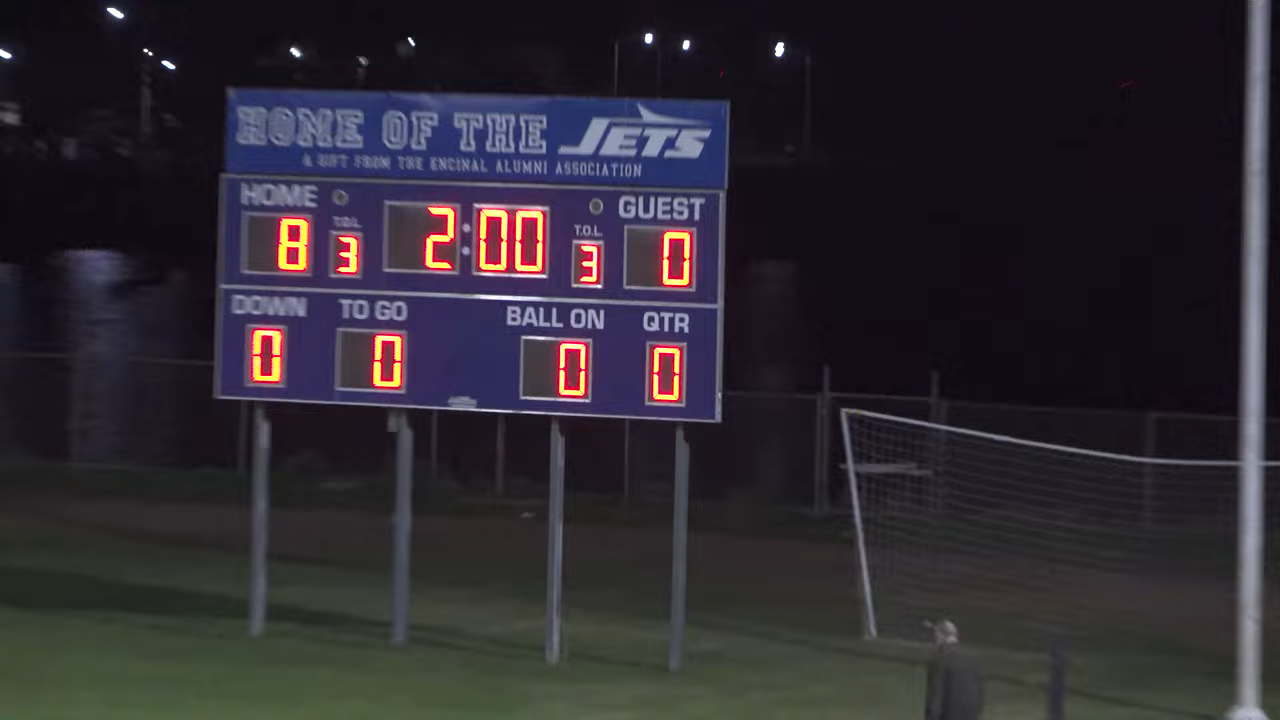 HOME OF THE JETS
A GIFT FROM THE ENCINAL ALUMNI ASSOCIATION
HOME GUEST
T.O.L. T.O.L.
8 3 2:00 3 0
DOWN TO GO BALL ON QTR
0 0 0 0